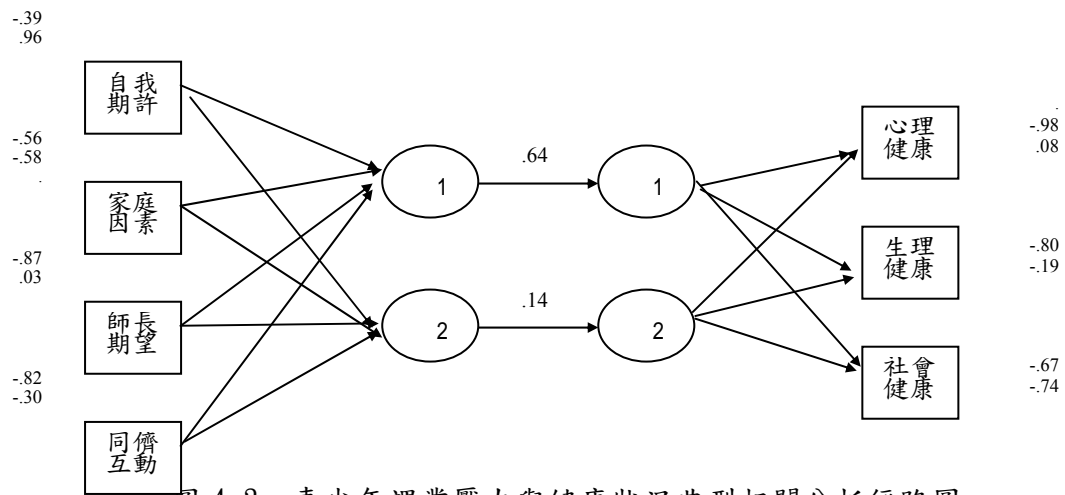 -.39
.96
自我
期許
-.56
-.58
.
家庭
因素
-.87
.03
師長
期望
-.82
-.30
同儕
互動
1
2
.64
.14
1
2
心理
健康
.
-.98
.08
生理
健康
-.80
-.19
社會
健康
-.67
-.74